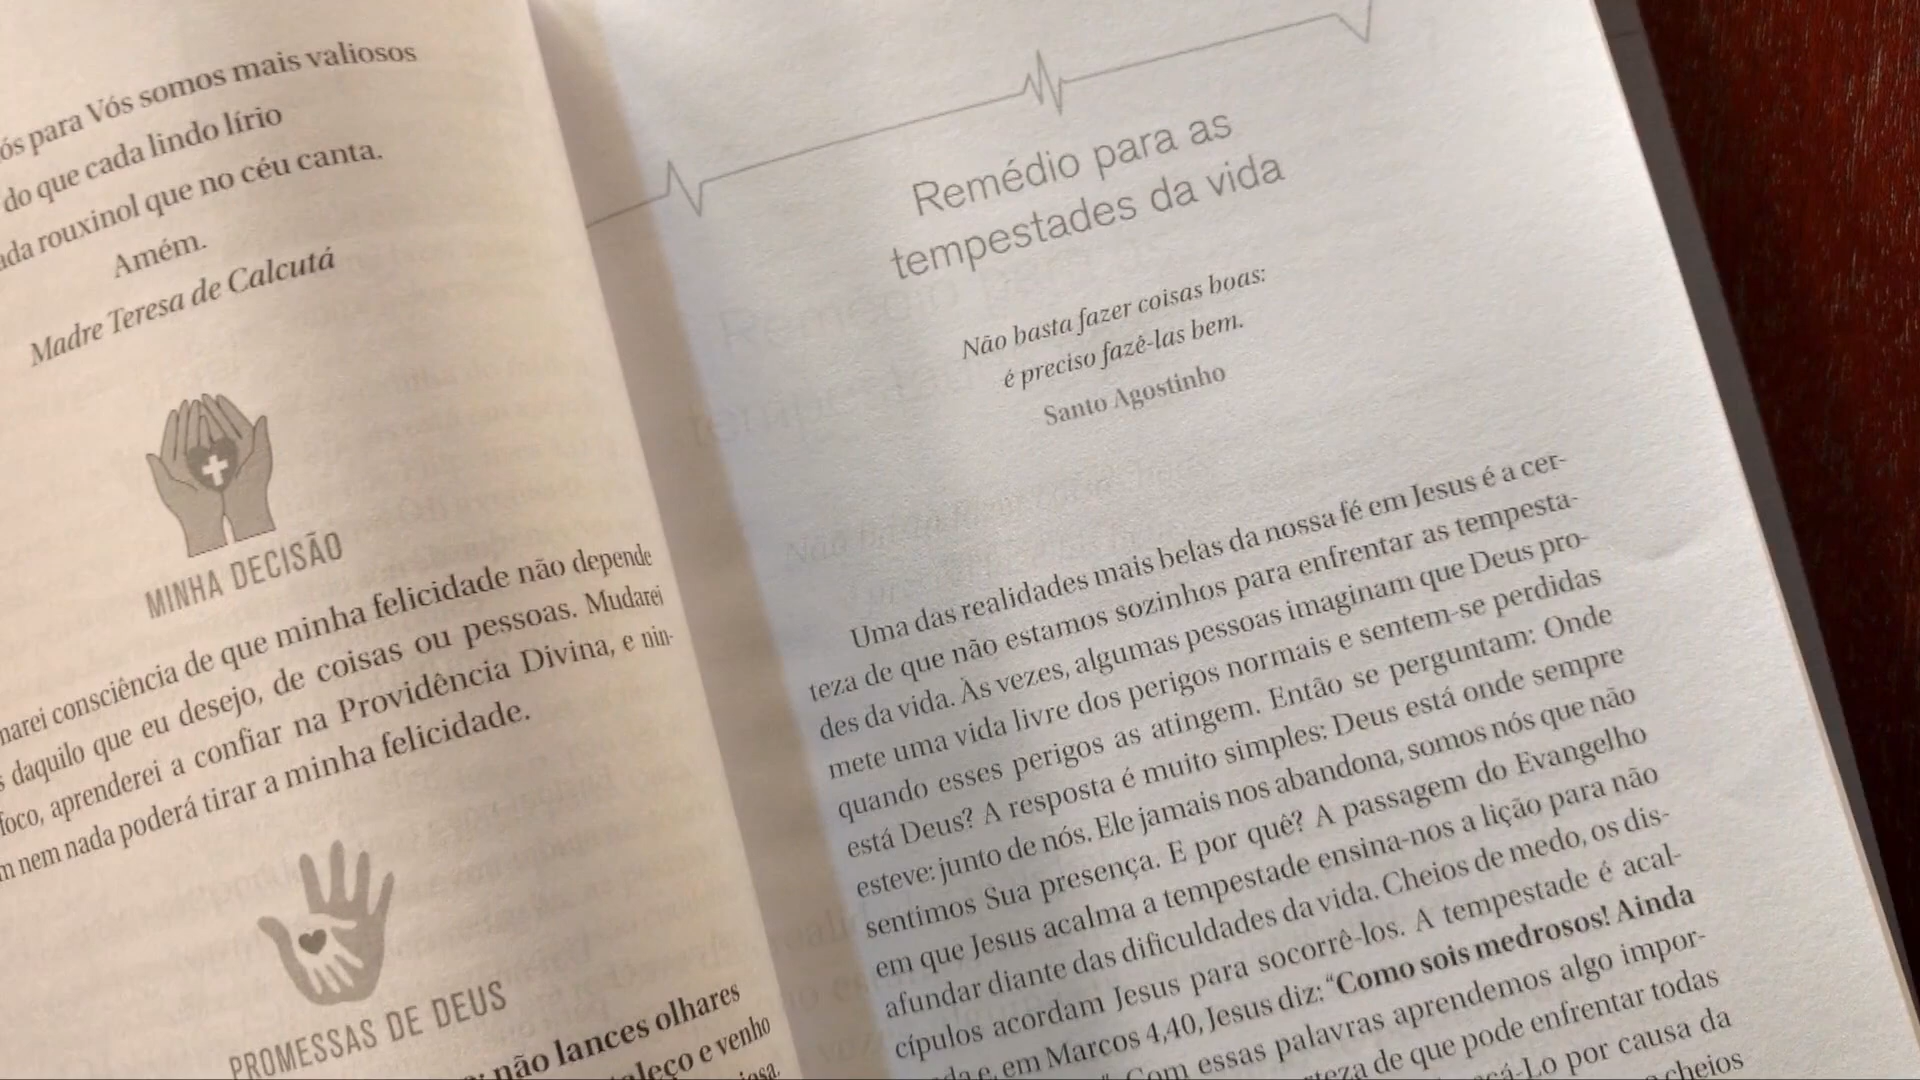 ós para Vós somos mais valiosos
do que cada lindo lírio
rouxinol que no céu canta.
Amém.
Madre Teresa de Calcutá
MINHA DECISÃO
consciência de que minha felicidade não depende
daquilo que eu desejo, de coisas ou pessoas. Mudarei
foco, aprenderei a confiar na Providência Divina, e nin-
nem nada poderá tirar a minha felicidade.
PROMESSAS DE DEUS
não lances olhares
e venho
Remédio para as
tempestades da vida
Não basta fazer coisas boas:
é preciso fazê-las bem.
Santo Agostinho
Uma das realidades mais belas da nossa fé em Jesus é a cer-
teza de que não estamos sozinhos para enfrentar as tempesta-
des da vida. Às vezes, algumas pessoas imaginam que Deus pro-
mete uma vida livre dos perigos normais e sentem-se perdidas
quando esses perigos as atingem. Então se perguntam: Onde
está Deus? A resposta é muito simples: Deus está onde sempre
esteve: junto de nós. Ele jamais nos abandona, somos nós que não
sentimos Sua presença. E por quê? A passagem do Evangelho
em que Jesus acalma a tempestade ensina-nos a lição para não
afundar diante das dificuldades da vida. Cheios de medo, os dis-
cípulos acordam Jesus para socorrê-los. A tempestade é acal-
e, em Marcos 4,40, Jesus diz: “Como sois medrosos! Ainda
Com essas palavras aprendemos algo impor-
de que pode enfrentar todas
por causa da
cheios